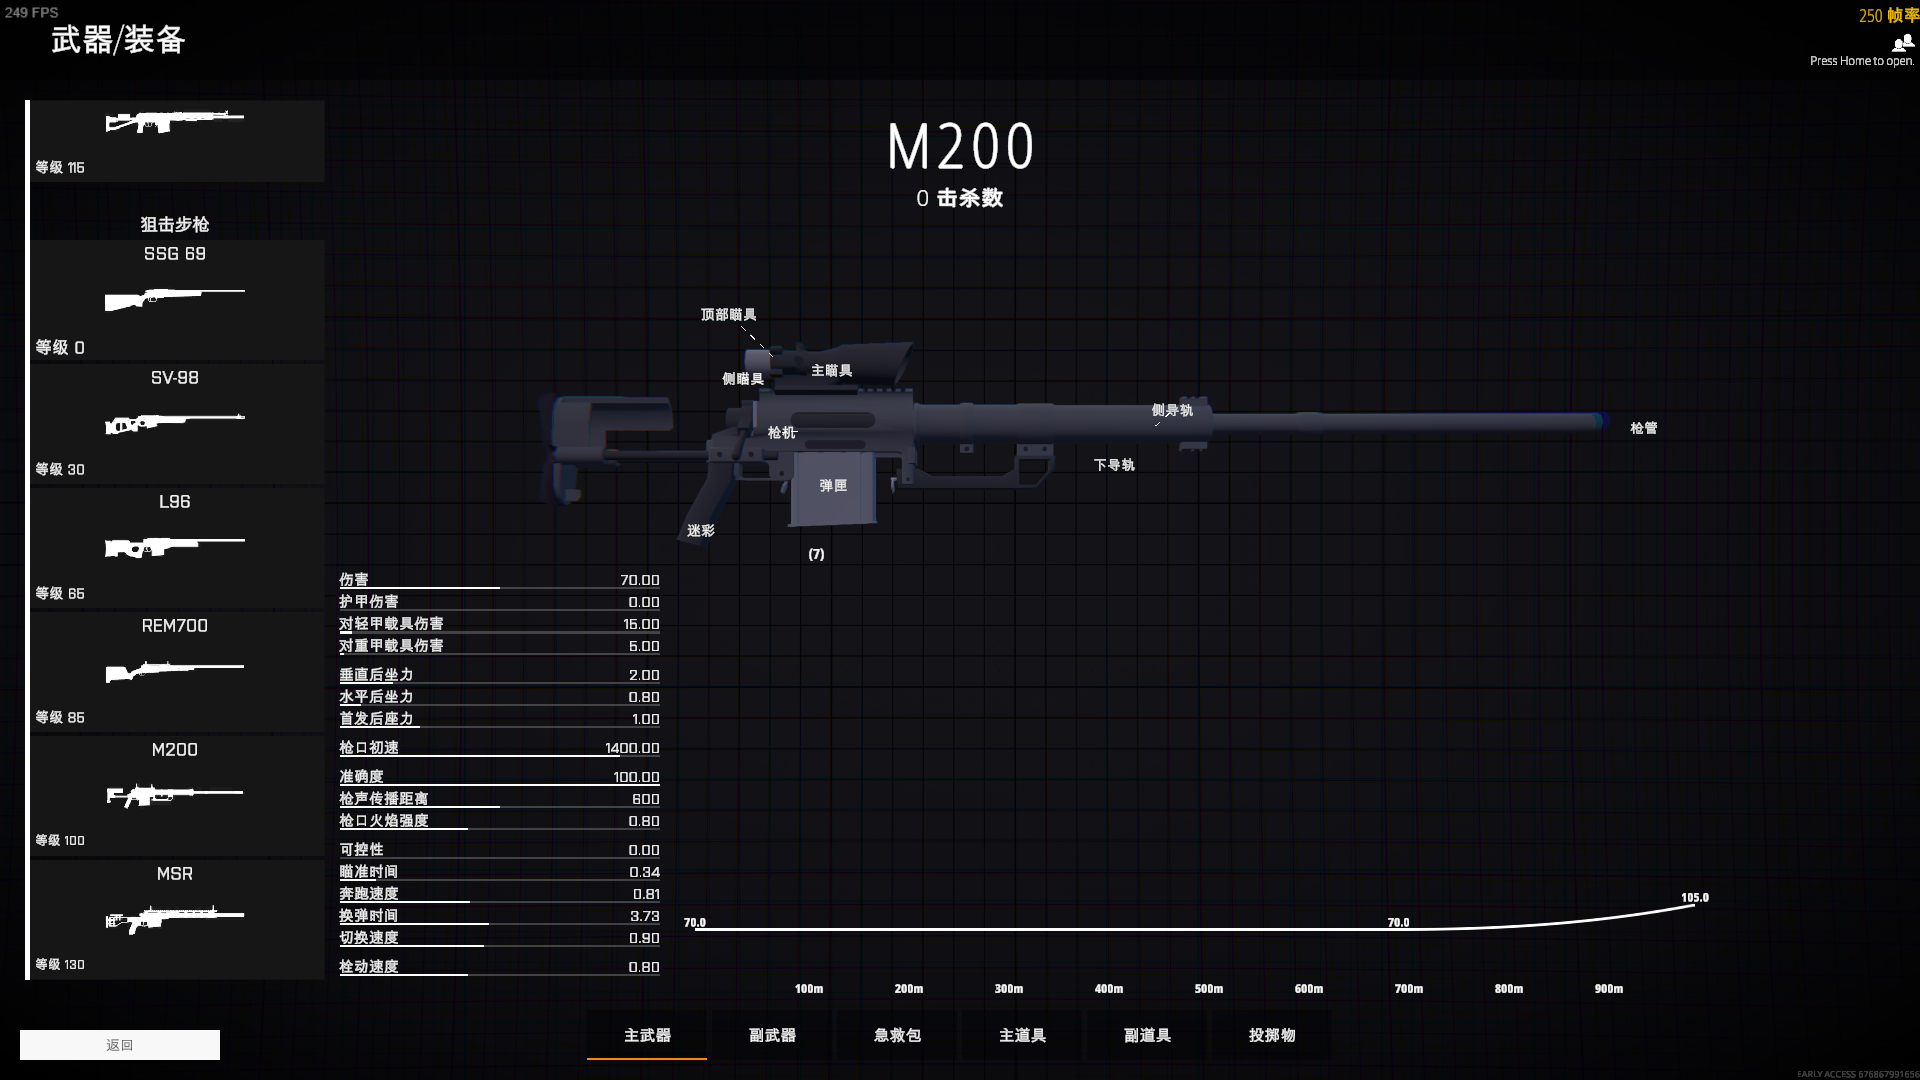 249 FPS
武器/装备
250 帧率
Press Home to open.
等级 115
狙击步枪
SSG 69
等级 0
SV-98
等级 30
L96
等级 65
REM700
等级 85
M200
等级 100
MSR
等级 130
返回
M200
0 击杀数
顶部瞄具
主瞄具
侧瞄具
枪机
侧导轨
枪管
下导轨
弹匣
迷彩
(7)
伤害 70.00
护甲伤害 0.00
对轻甲载具伤害 15.00
对重甲载具伤害 5.00
垂直后坐力 2.00
水平后坐力 0.80
首发后座力 1.00
枪口初速 1400.00
准确度 100.00
枪声传播距离 600
枪口火焰强度 0.80
可控性 0.00
瞄准时间 0.34
奔跑速度 0.81
换弹时间 3.73
切换速度 0.90
栓动速度 0.80
70.0
70.0
105.0
100m 200m 300m 400m 500m 600m 700m 800m 900m
主武器 副武器 急救包 主道具 副道具 投掷物
EARLY ACCESS 676867991656